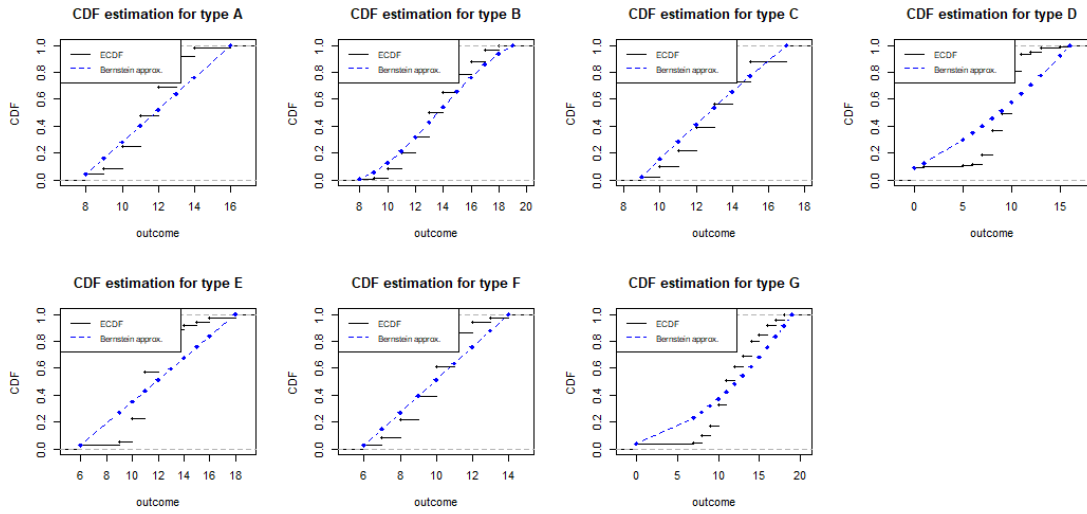 CDF estimation for type A
CDF
0.0 0.2 0.4 0.6 0.8 1.0
ECDF
Bernstein approx.
8 10 12 14 16
outcome
CDF estimation for type B
CDF
0.0 0.2 0.4 0.6 0.8 1.0
ECDF
Bernstein approx.
8 10 12 14 16 18 20
outcome
CDF estimation for type C
CDF
0.0 0.2 0.4 0.6 0.8 1.0
ECDF
Bernstein approx.
8 10 12 14 16 18
outcome
CDF estimation for type D
CDF
0.0 0.2 0.4 0.6 0.8 1.0
ECDF
Bernstein approx.
0 5 10 15
outcome
CDF estimation for type E
CDF
0.0 0.2 0.4 0.6 0.8 1.0
ECDF
Bernstein approx.
6 8 10 12 14 16 18
outcome
CDF estimation for type F
CDF
0.0 0.2 0.4 0.6 0.8 1.0
ECDF
Bernstein approx.
6 8 10 12 14
outcome
CDF estimation for type G
CDF
0.0 0.2 0.4 0.6 0.8 1.0
ECDF
Bernstein approx.
0 5 10 15 20
outcome